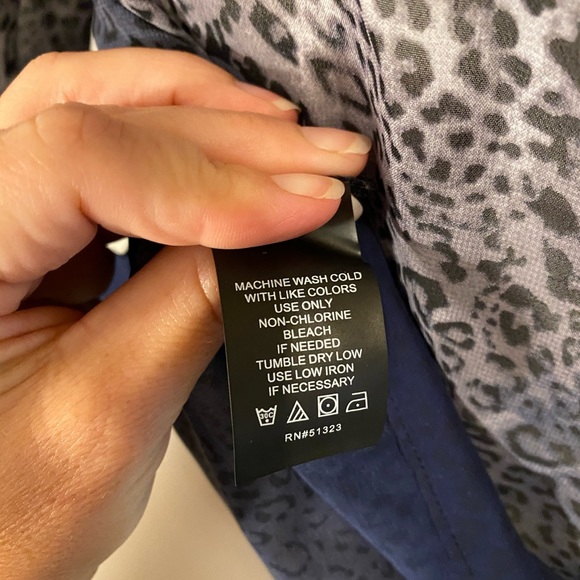 MACHINE WASH COLD
WITH LIKE COLORS
USE ONLY
NON-CHLORINE
BLEACH
IF NEEDED
TUMBLE DRY LOW
USE LOW IRON
IF NECESSARY
30C
RN#51323